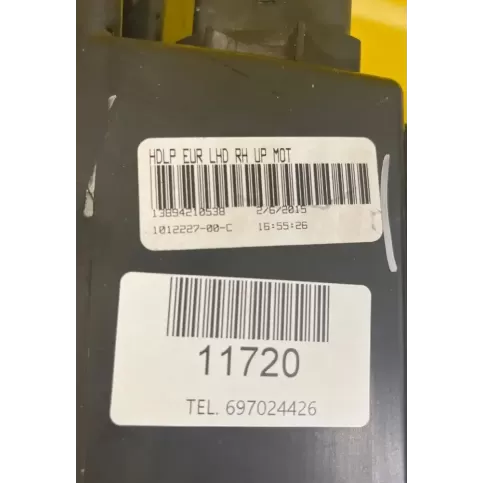 HDLP EUR LHD RH UP MOT
13894210538 2/6/2015
1012227-00-C 16:55:26
11720
TEL. 697024426